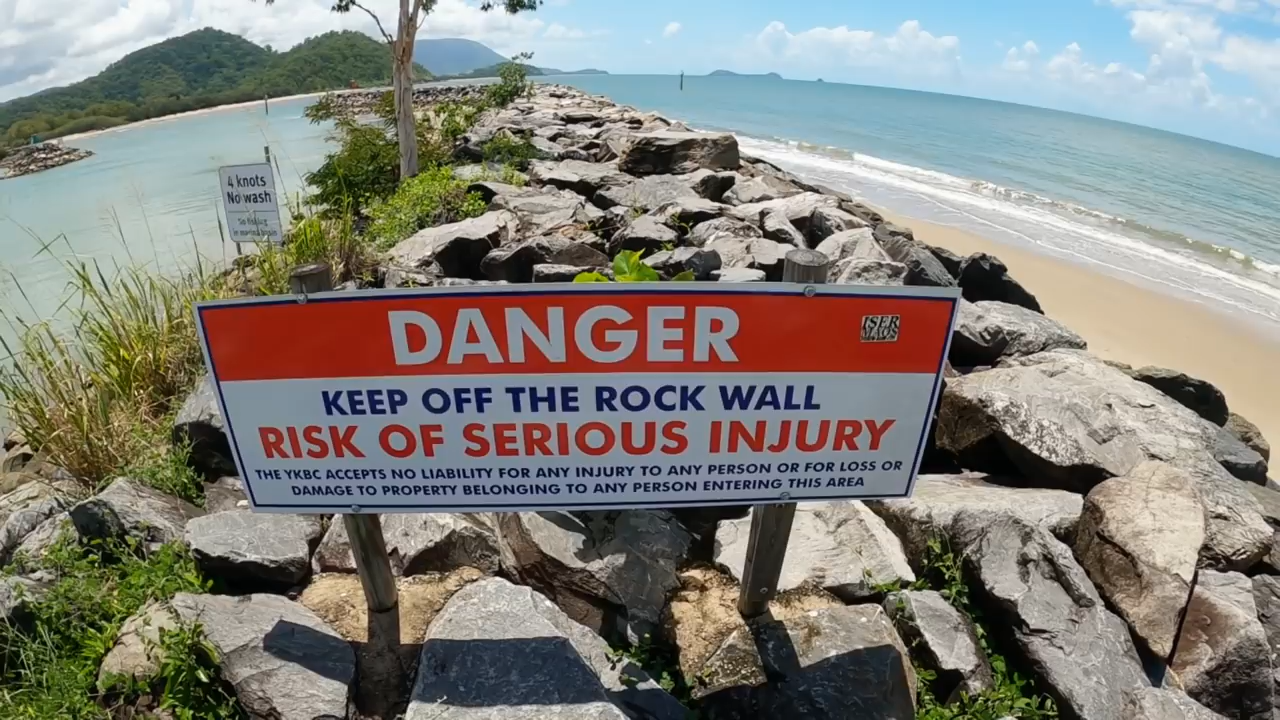 4 knots
No wash
No fishing
DANGER
KEEP OFF THE ROCK WALL
RISK OF SERIOUS INJURY
THE YKBC ACCEPTS NO LIABILITY FOR ANY INJURY TO ANY PERSON OR FOR LOSS OR
DAMAGE TO PROPERTY BELONGING TO ANY PERSON ENTERING THIS AREA